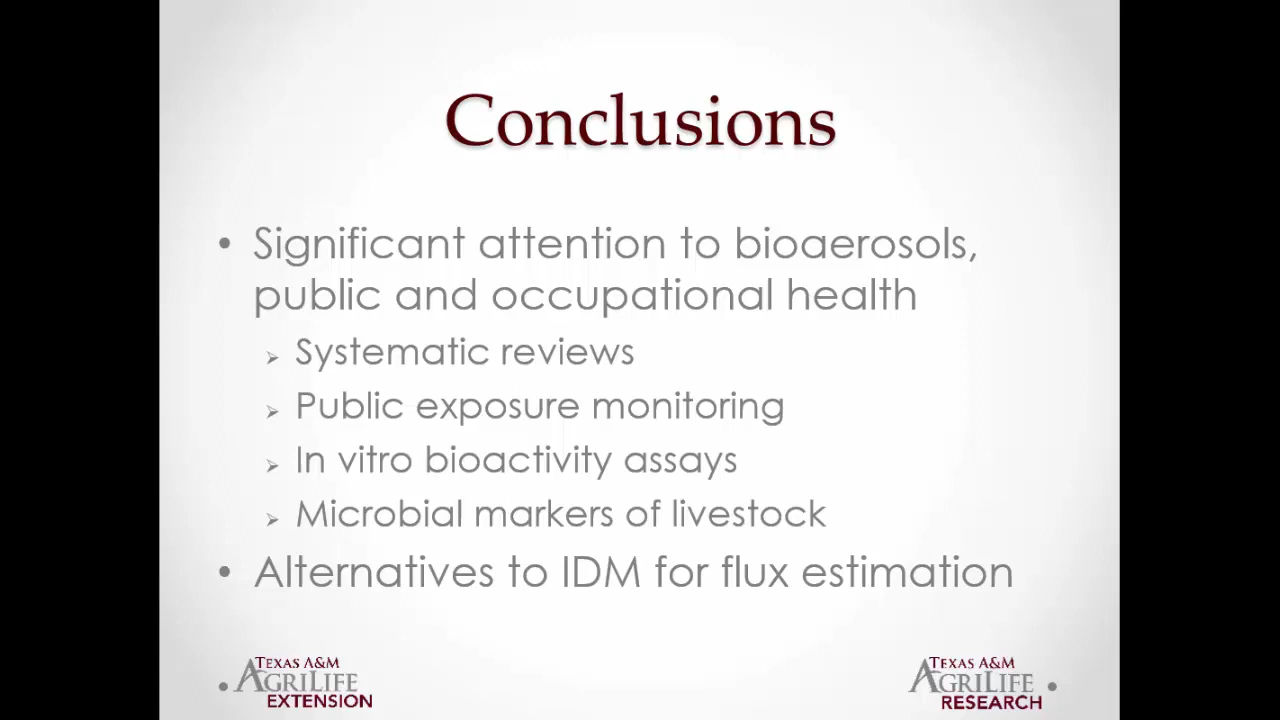 Conclusions
• Significant attention to bioaerosols,
public and occupational health
➢ Systematic reviews
➢ Public exposure monitoring
➢ In vitro bioactivity assays
➢ Microbial markers of livestock
• Alternatives to IDM for flux estimation
TEXAS A&M
AGRILIFE
EXTENSION
TEXAS A&M
AGRILIFE
RESEARCH